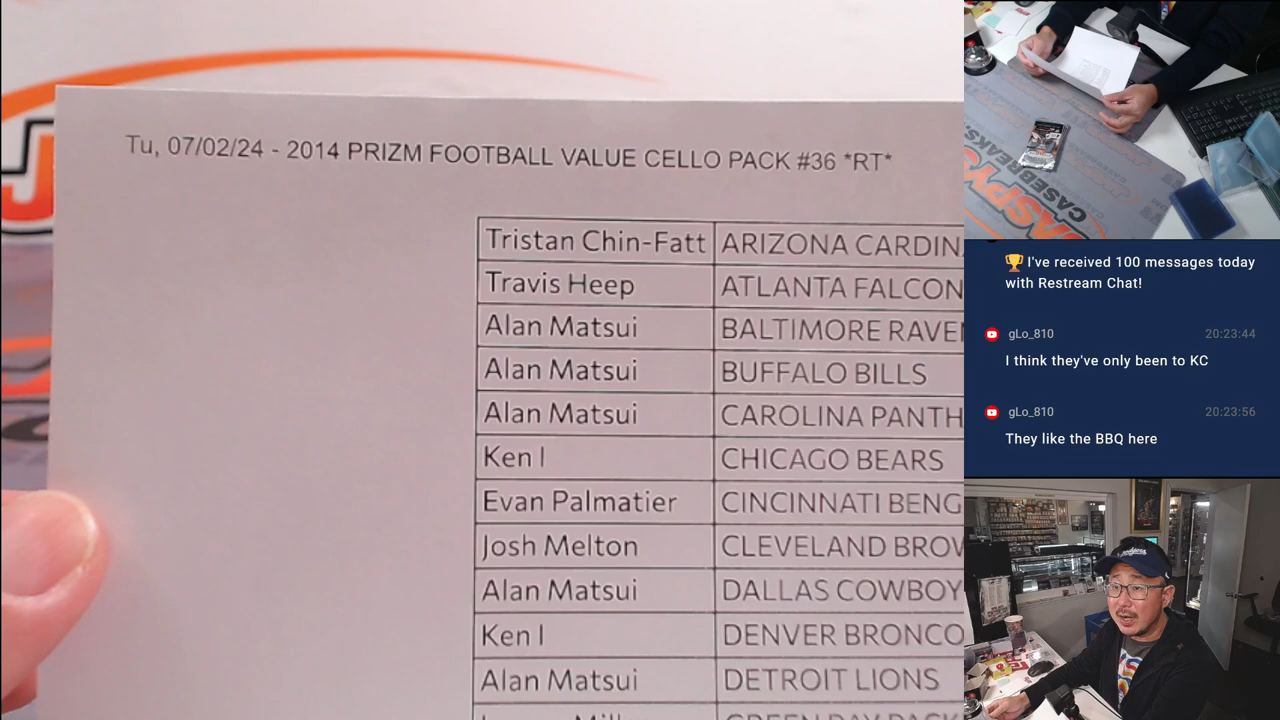 Tu, 07/02/24 - 2014 PRIZM FOOTBALL VALUE CELLO PACK #36 *RT*
Tristan Chin-Fatt ARIZONA CARDIN
Travis Heep ATLANTA FALCON
Alan Matsui BALTIMORE RAVE
Alan Matsui BUFFALO BILLS
Alan Matsui CAROLINA PANTH
Ken I CHICAGO BEARS
Evan Palmatier CINCINNATI BENG
Josh Melton CLEVELAND BROW
Alan Matsui DALLAS COWBOY
Ken I DENVER BRONCO
Alan Matsui DETROIT LIONS
CASEBREAKS
🏆 I've received 100 messages today
with Restream Chat!
gLo_810 20:23:44
I think they've only been to KC
gLo_810 20:23:56
They like the BBQ here
Dodgers